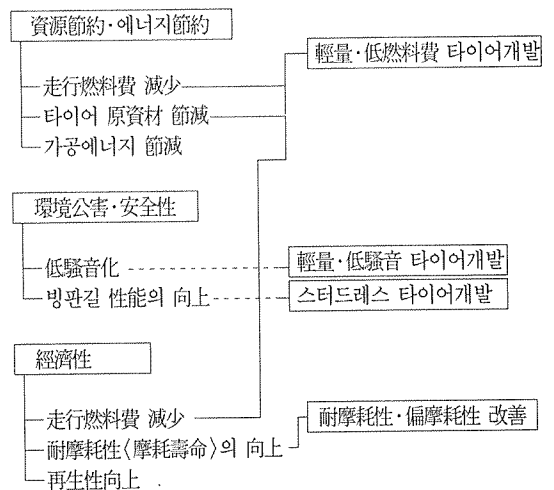 資源節約·에너지節約
輕量·低燃料費 타이어개발
走行燃料費 減少
타이어 原資材 節減
가공에너지 節減
環境公害·安全性
低騷音化
輕量·低騷音 타이어개발
빙판길 性能의 向上
스터드레스 타이어개발
經濟性
走行燃料費 減少
耐摩耗性·偏摩耗性 改善
耐摩耗性〈摩耗壽命〉의 向上
再生性向上